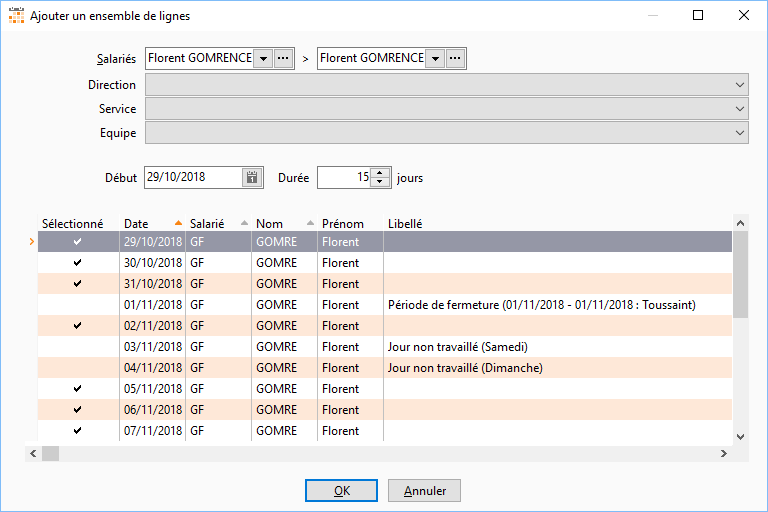 Ajouter un ensemble de lignes
Salariés Florent GOMRENCE > Florent GOMRENCE
Direction
Service
Equipe
Début 29/10/2018 Durée 15 jours
Sélectionné Date Salarié Nom Prénom Libellé
29/10/2018 GF GOMRE Florent
30/10/2018 GF GOMRE Florent
31/10/2018 GF GOMRE Florent
01/11/2018 GF GOMRE Florent Période de fermeture (01/11/2018 - 01/11/2018 : Toussaint)
02/11/2018 GF GOMRE Florent
03/11/2018 GF GOMRE Florent Jour non travaillé (Samedi)
04/11/2018 GF GOMRE Florent Jour non travaillé (Dimanche)
05/11/2018 GF GOMRE Florent
06/11/2018 GF GOMRE Florent
07/11/2018 GF GOMRE Florent
OK Annuler